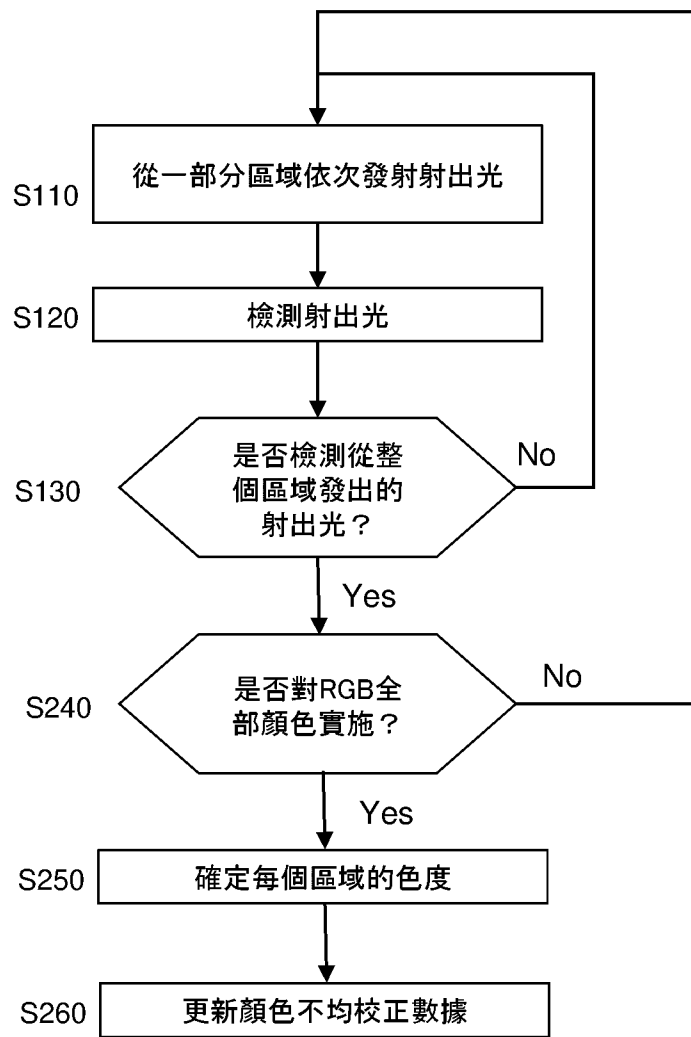 從一部分區域依次發射射出光
S110
S120
檢測射出光
是否檢測從整
個區域發出的
射出光？
No
S130
Yes
是否對RGB全
部顏色實施？
No
S240
Yes
S250
確定每個區域的色度
S260
更新顏色不均校正數據